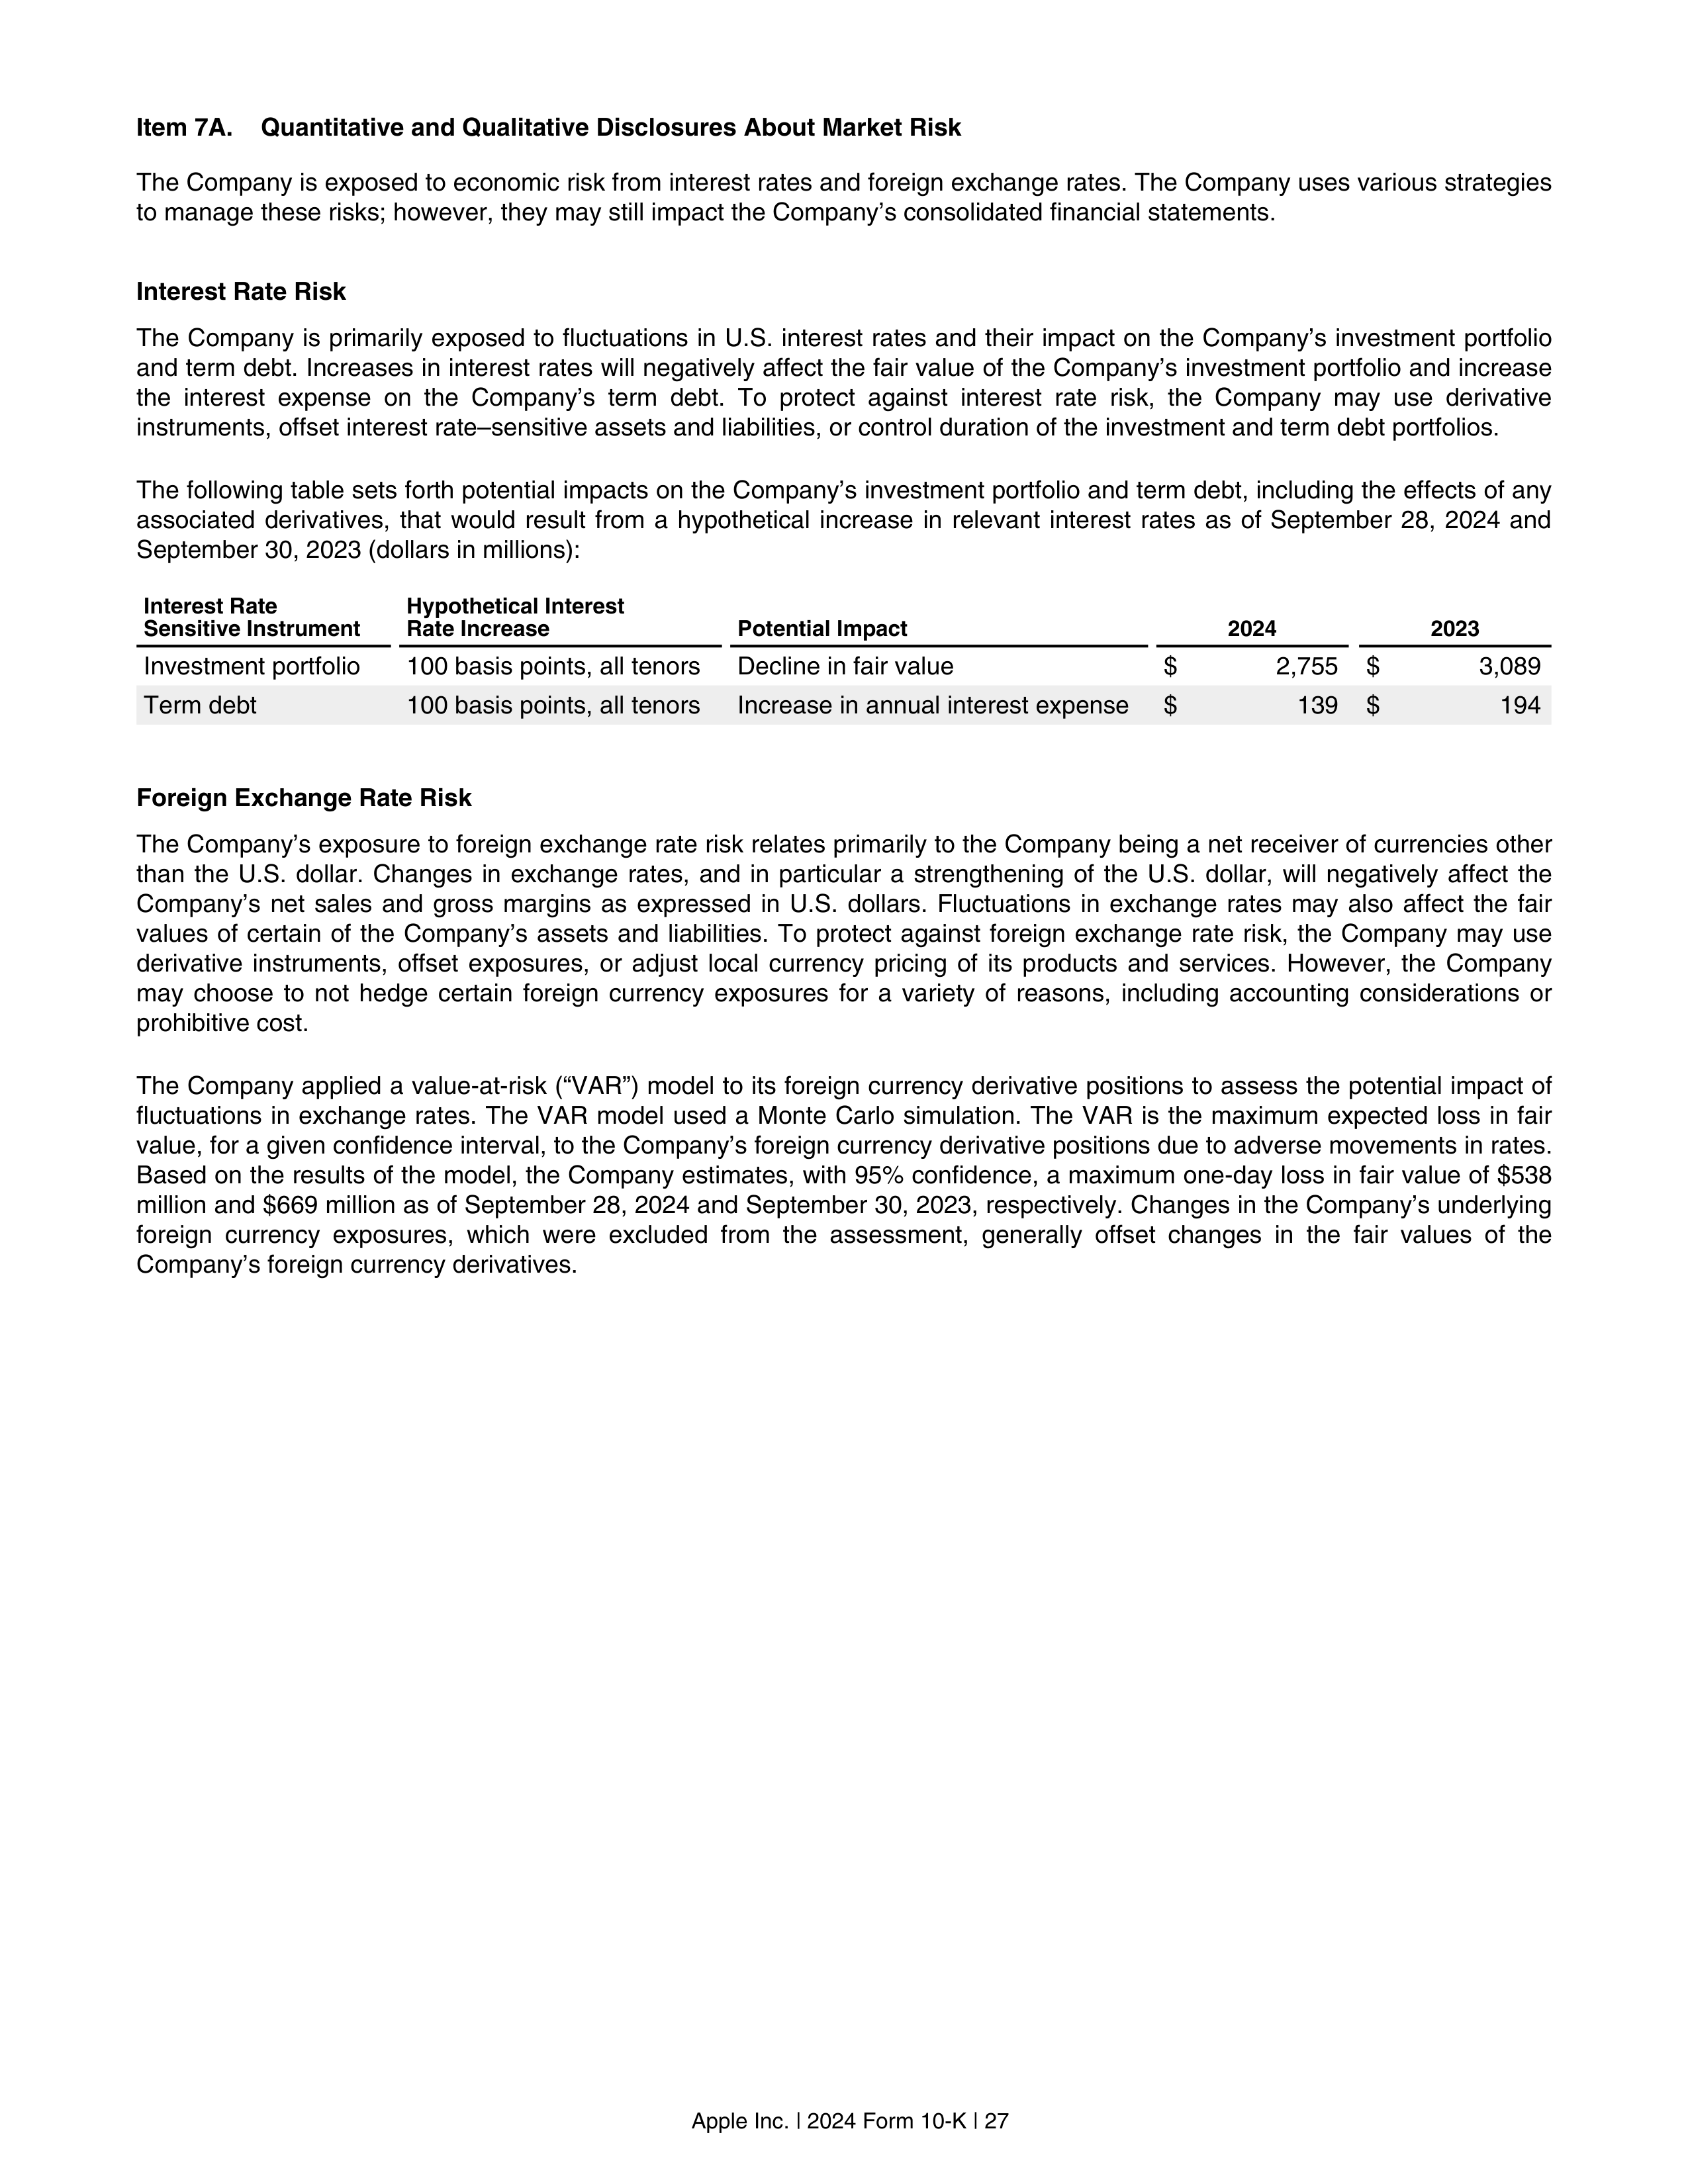 Item 7A. Quantitative and Qualitative Disclosures About Market Risk
The Company is exposed to economic risk from interest rates and foreign exchange rates. The Company uses various strategies
to manage these risks; however, they may still impact the Company’s consolidated financial statements.
Interest Rate Risk
The Company is primarily exposed to fluctuations in U.S. interest rates and their impact on the Company’s investment portfolio
and term debt. Increases in interest rates will negatively affect the fair value of the Company’s investment portfolio and increase
the interest expense on the Company’s term debt. To protect against interest rate risk, the Company may use derivative
instruments, offset interest rate–sensitive assets and liabilities, or control duration of the investment and term debt portfolios.
The following table sets forth potential impacts on the Company’s investment portfolio and term debt, including the effects of any
associated derivatives, that would result from a hypothetical increase in relevant interest rates as of September 28, 2024 and
September 30, 2023 (dollars in millions):
Interest Rate Hypothetical Interest
Sensitive Instrument Rate Increase Potential Impact 2024 2023
Investment portfolio 100 basis points, all tenors Decline in fair value $ 2,755 $ 3,089
Term debt 100 basis points, all tenors Increase in annual interest expense $ 139 $ 194
Foreign Exchange Rate Risk
The Company’s exposure to foreign exchange rate risk relates primarily to the Company being a net receiver of currencies other
than the U.S. dollar. Changes in exchange rates, and in particular a strengthening of the U.S. dollar, will negatively affect the
Company’s net sales and gross margins as expressed in U.S. dollars. Fluctuations in exchange rates may also affect the fair
values of certain of the Company’s assets and liabilities. To protect against foreign exchange rate risk, the Company may use
derivative instruments, offset exposures, or adjust local currency pricing of its products and services. However, the Company
may choose to not hedge certain foreign currency exposures for a variety of reasons, including accounting considerations or
prohibitive cost.
The Company applied a value-at-risk (“VAR”) model to its foreign currency derivative positions to assess the potential impact of
fluctuations in exchange rates. The VAR model used a Monte Carlo simulation. The VAR is the maximum expected loss in fair
value, for a given confidence interval, to the Company’s foreign currency derivative positions due to adverse movements in rates.
Based on the results of the model, the Company estimates, with 95% confidence, a maximum one-day loss in fair value of $538
million and $669 million as of September 28, 2024 and September 30, 2023, respectively. Changes in the Company’s underlying
foreign currency exposures, which were excluded from the assessment, generally offset changes in the fair values of the
Company’s foreign currency derivatives.
Apple Inc. | 2024 Form 10-K | 27